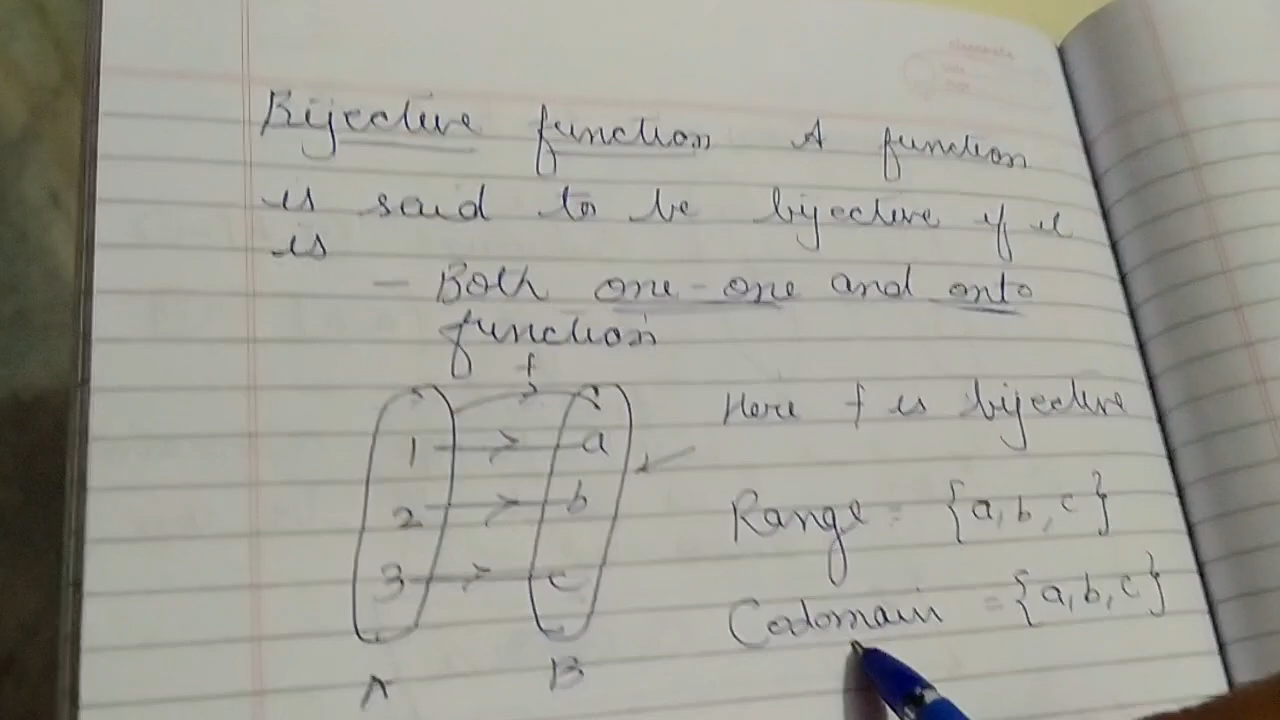 Bijective function A function
is said to be bijective if it
is
- Both one-one and onto
function
f
1 a
2 b
3 c
A B
Here f is bijective
Range = {a, b, c}
Codomain = {a, b, c}